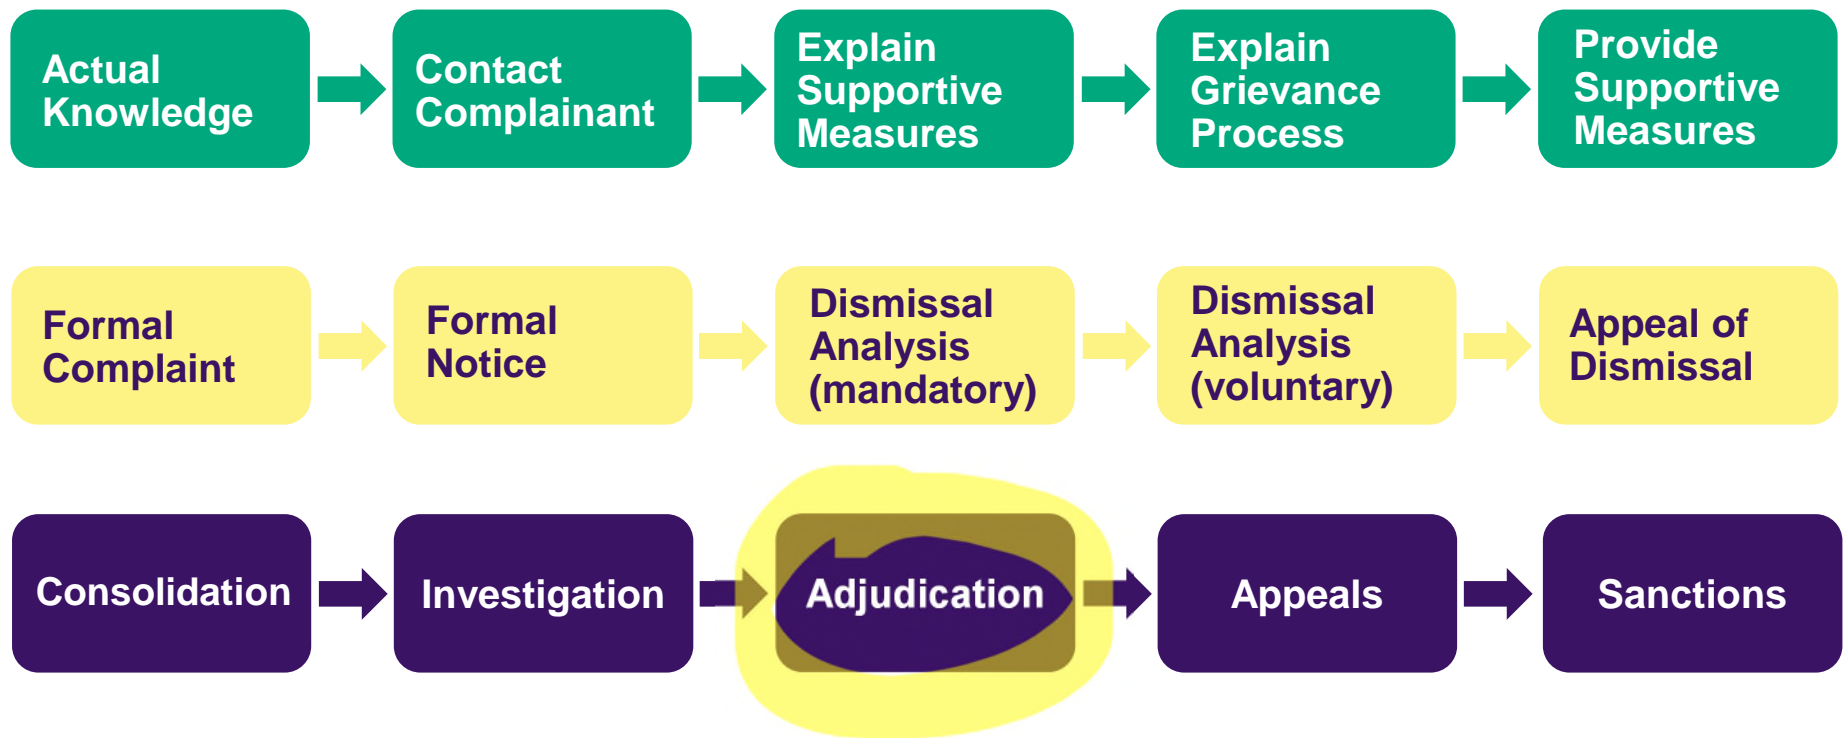 Actual
Knowledge
Contact
Complainant
Explain
Supportive
Measures
Explain
Grievance
Process
Provide
Supportive
Measures
Formal
Complaint
Formal
Notice
Dismissal
Analysis
(mandatory)
Dismissal
Analysis
(voluntary)
Appeal of
Dismissal
Consolidation
Investigation
Adjudication
Appeals
Sanctions